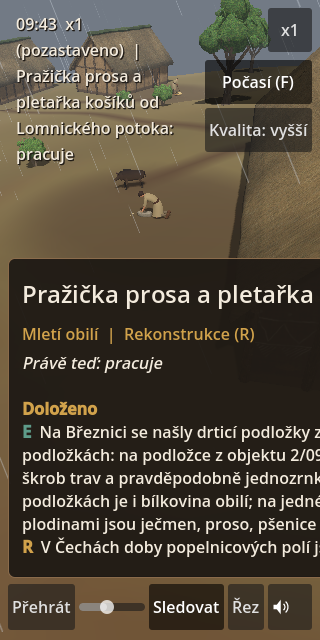 09:43 x1
(pozastaveno) |
Pražička prosa a
pletařka košíků od
Lomnického potoka:
pracuje
x1
Počasí (F)
Kvalita: vyšší
Pražička prosa a pletařka
Mletí obilí | Rekonstrukce (R)
Právě teď: pracuje
Doloženo
E Na Březnici se našly drticí podložky z
podložkách: na podložce z objektu 2/09
škrob trav a pravděpodobně jednozrnk
podložkách je i bílkovina obilí; na jedné
plodinami jsou ječmen, proso, pšenice
R V Čechách doby popelnicových polí js
Přehrát
Sledovat
Řez